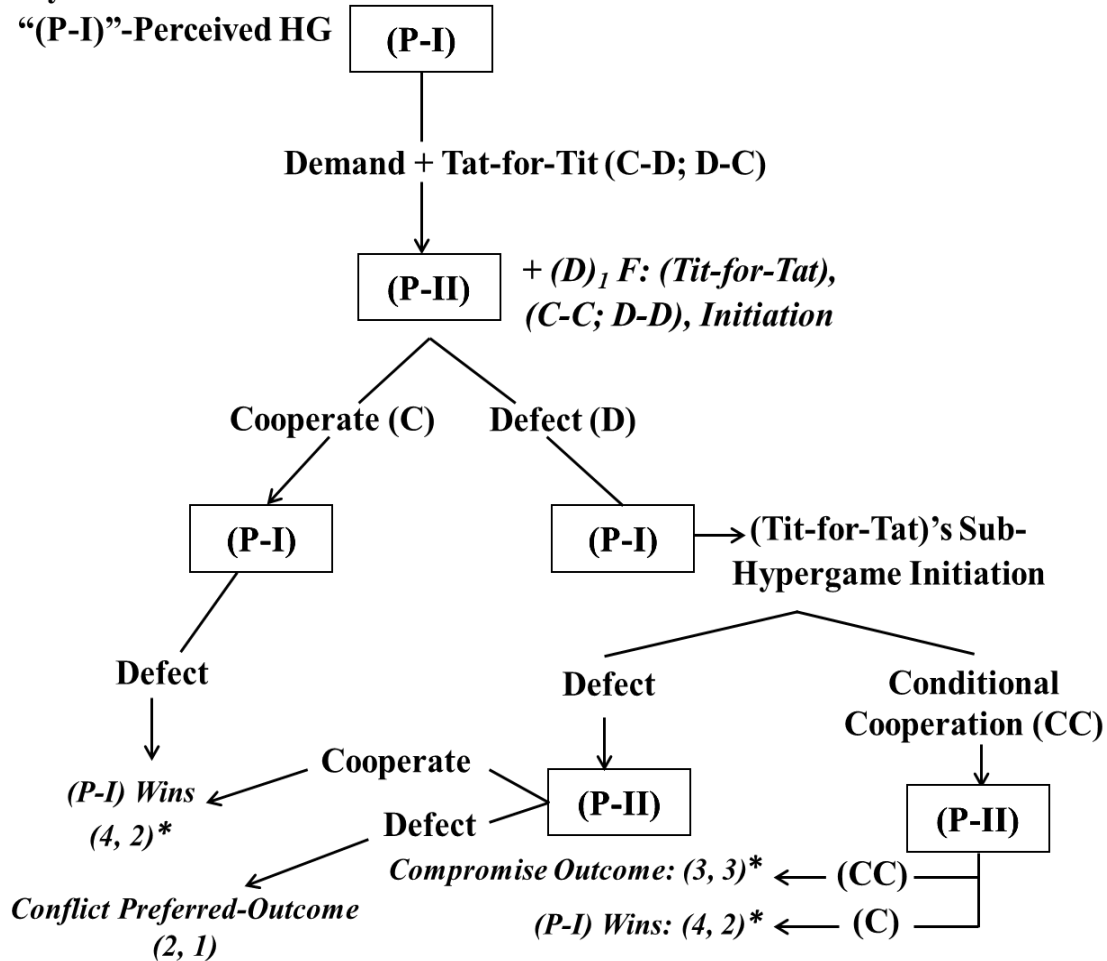 “(P-I)”-Perceived HG
(P-I)
Demand + Tat-for-Tit (C-D; D-C)
(P-II)
+ (D)1 F: (Tit-for-Tat),
(C-C; D-D), Initiation
Cooperate (C)
Defect (D)
(P-I)
(P-I)
(Tit-for-Tat)’s Sub-
Hypergame Initiation
Defect
Defect
Conditional
Cooperation (CC)
Cooperate
(P-I) Wins
(4, 2)*
Defect
(P-II)
(P-II)
Compromise Outcome: (3, 3)*
(CC)
Conflict Preferred-Outcome
(2, 1)
(P-I) Wins: (4, 2)*
(C)